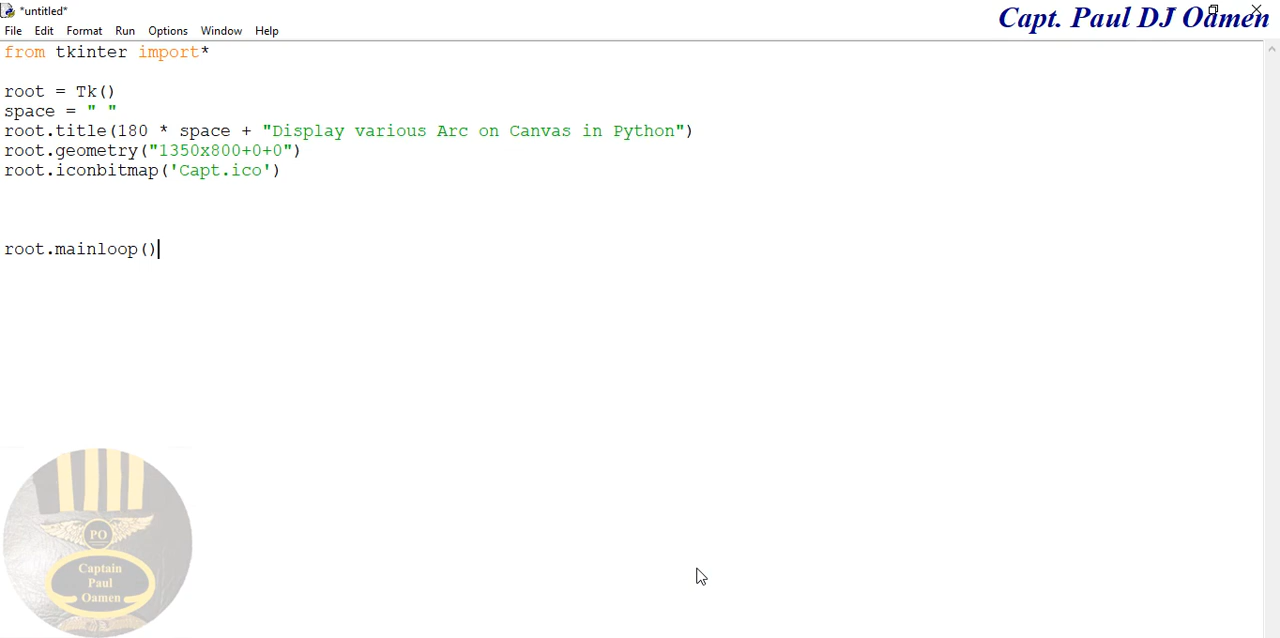 *untitled*
Capt. Paul DJ Oamen
File Edit Format Run Options Window Help
from tkinter import*
root = Tk()
space = " "
root.title(180 * space + "Display various Arc on Canvas in Python")
root.geometry("1350x800+0+0")
root.iconbitmap('Capt.ico')
root.mainloop()
PO
Captain
Paul
Oamen